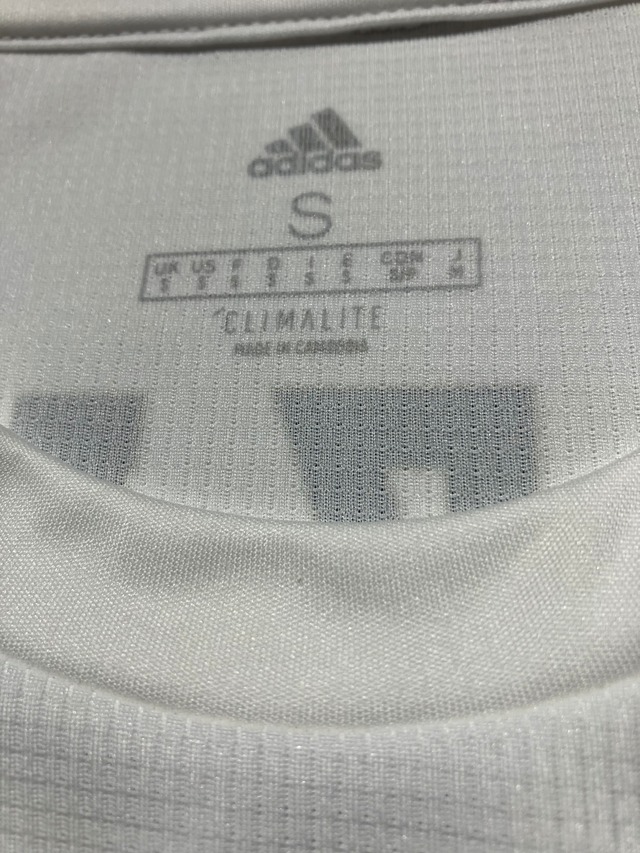 adidas
S
UK US F D I E CDN J
S S S S S S S/P M
CLIMALITE
MADE IN CAMBODIA